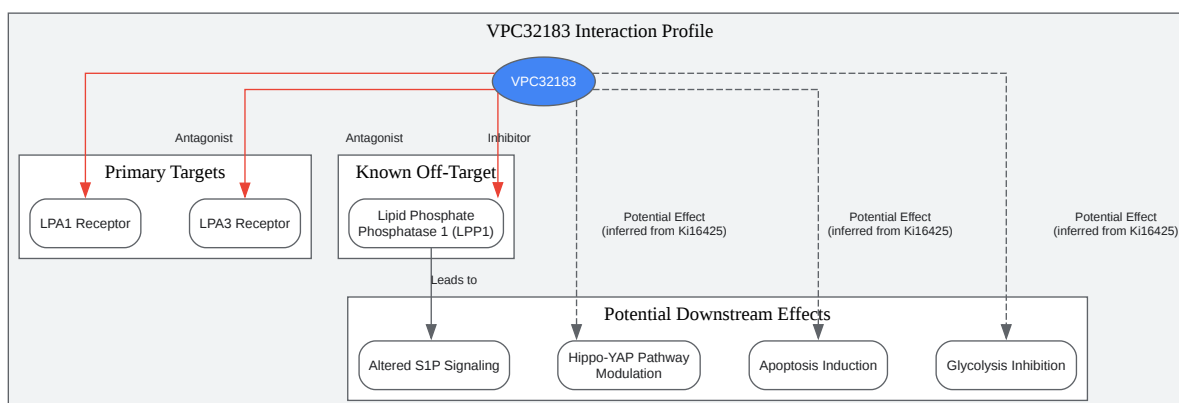 VPC32183 Interaction Profile
VPC32183
Antagonist
Antagonist
Inhibitor
Primary Targets
Known Off-Target
LPA1 Receptor
LPA3 Receptor
Lipid Phosphate
Phosphatase 1 (LPP1)
Potential Effect
(inferred from Ki16425)
Potential Effect
(inferred from Ki16425)
Potential Effect
(inferred from Ki16425)
Leads to
Potential Downstream Effects
Altered S1P Signaling
Hippo-YAP Pathway
Modulation
Apoptosis Induction
Glycolysis Inhibition